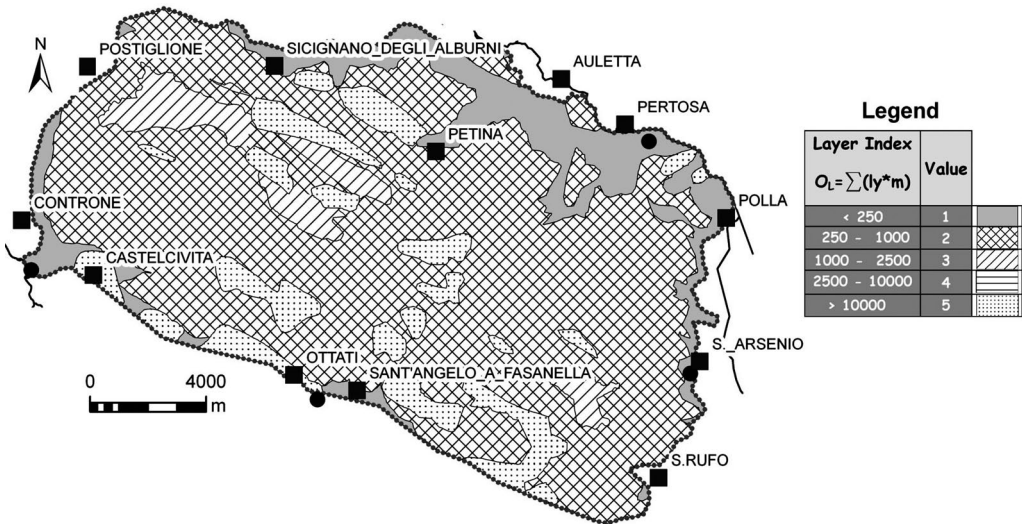 N
POSTIGLIONE
SICIGNANO_DEGLI_ALBURNI
AULETTA
PERTOSA
PETINA
CONTRONE
POLLA
CASTELCIVITA
S._ARSENIO
OTTATI
SANT'ANGELO_A_FASANELLA
0 4000
m
S.RUFO
Legend
Layer Index Value
O_L=∑(ly*m)
< 250 1
250 - 1000 2
1000 - 2500 3
2500 - 10000 4
> 10000 5